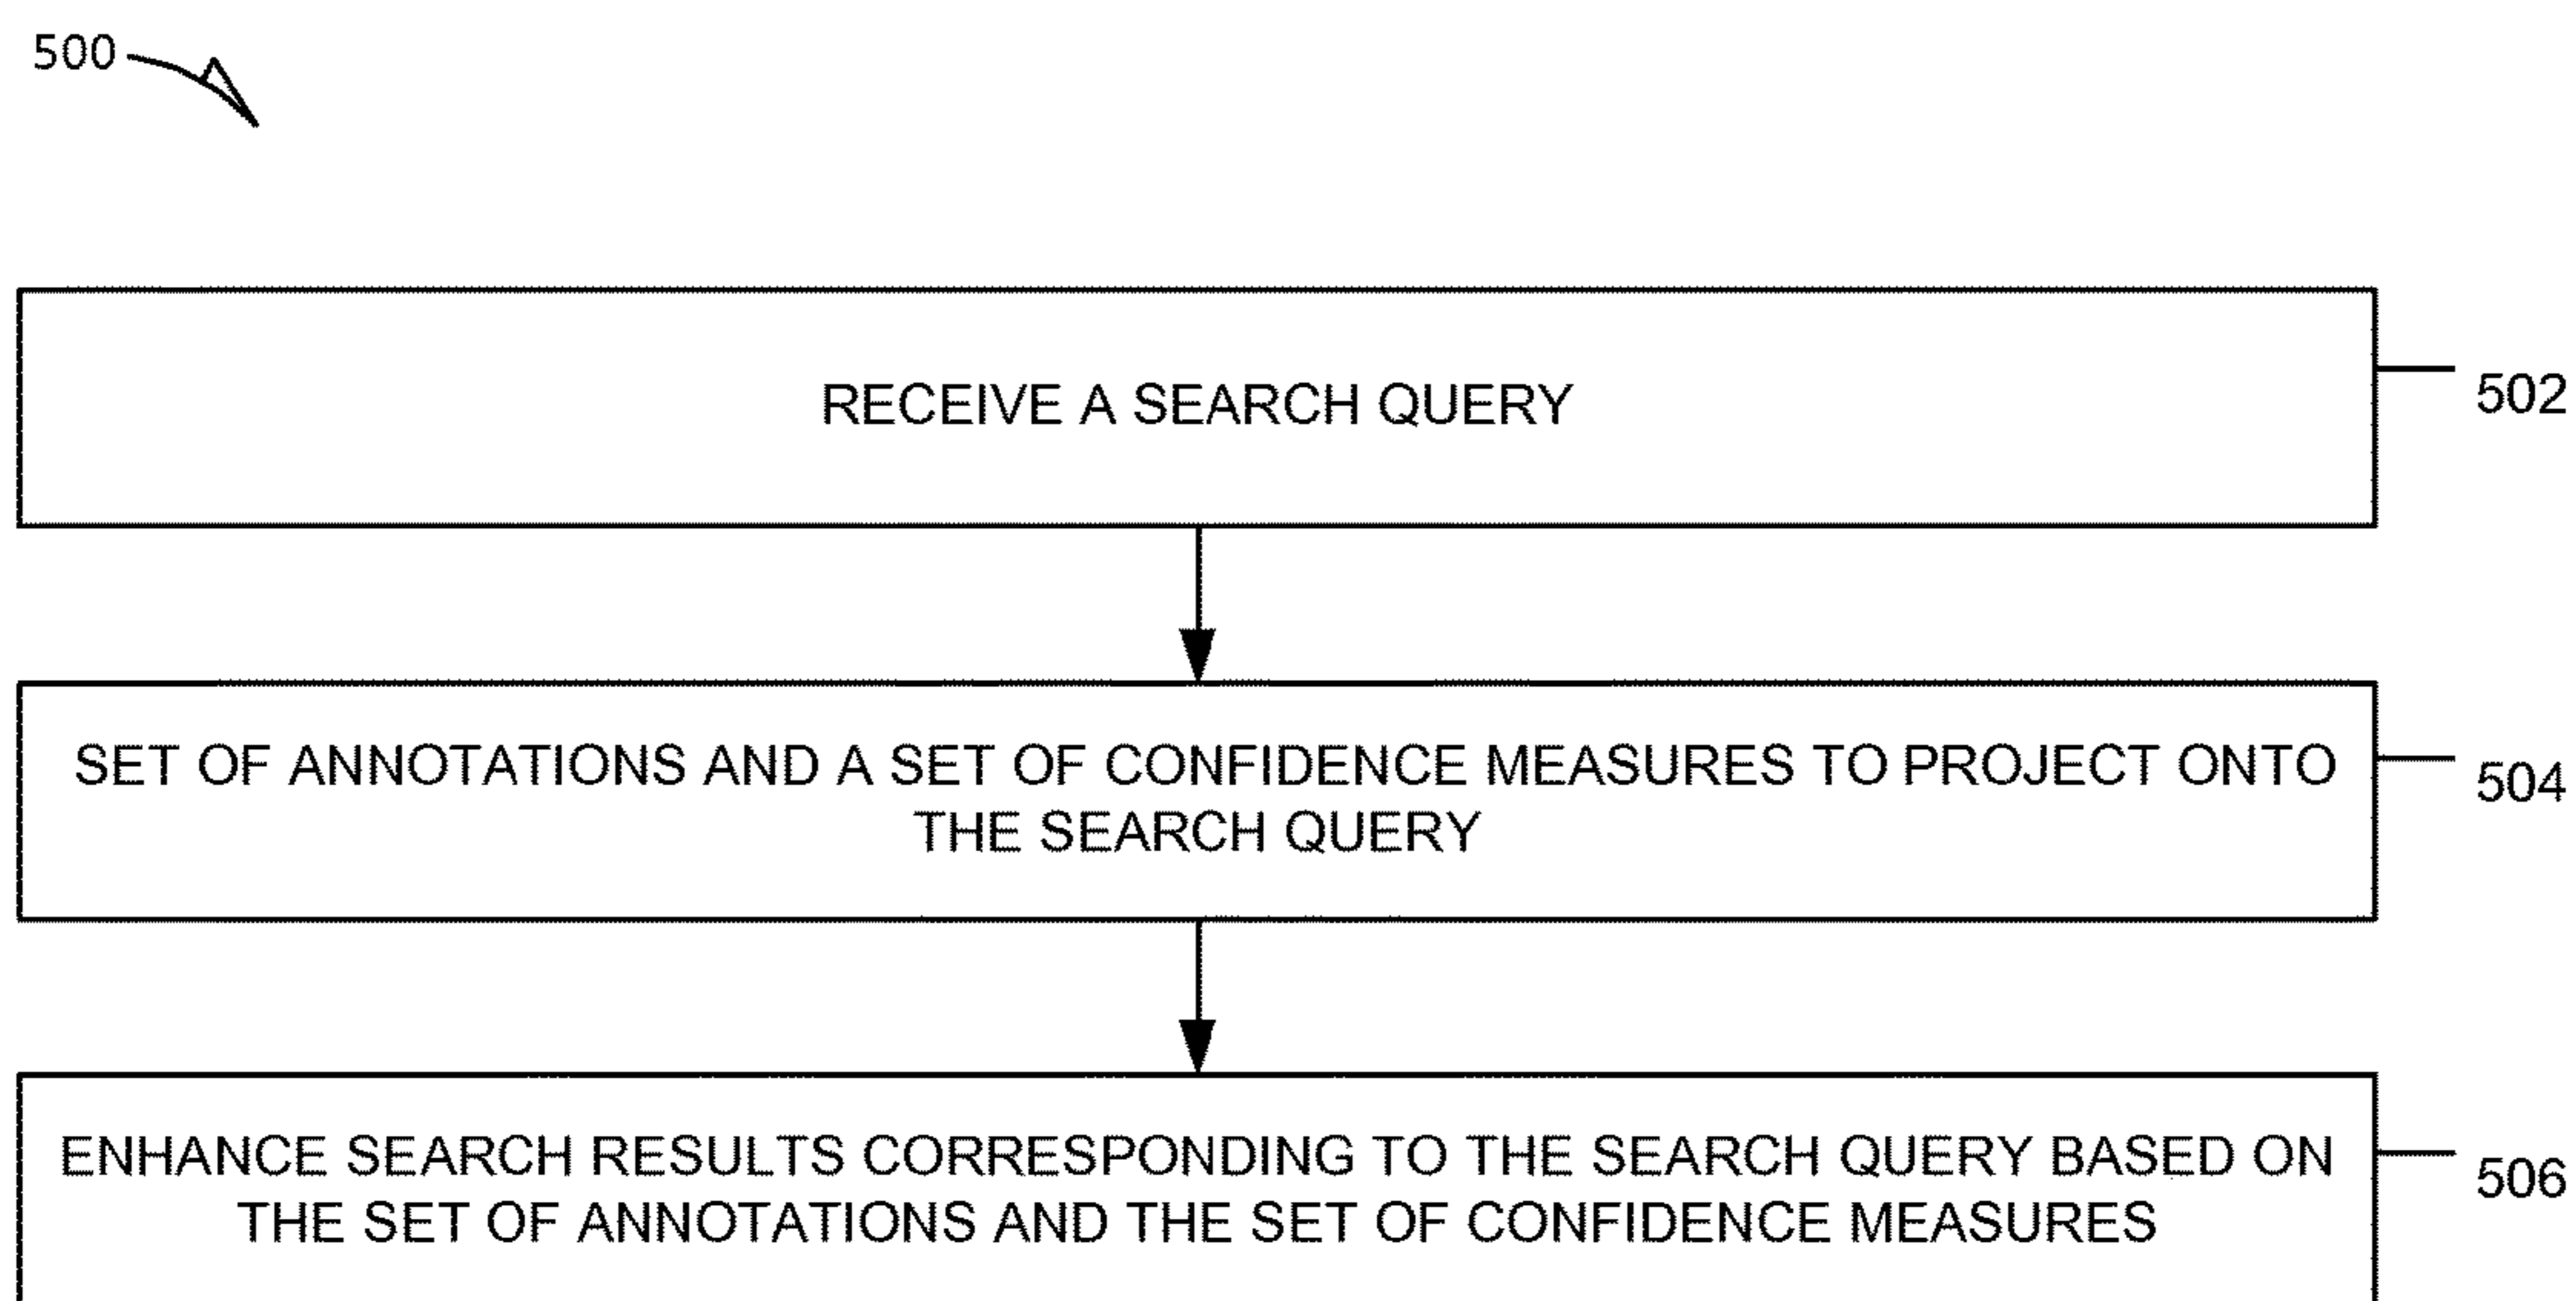 500
RECEIVE A SEARCH QUERY
502
SET OF ANNOTATIONS AND A SET OF CONFIDENCE MEASURES TO PROJECT ONTO
THE SEARCH QUERY
504
ENHANCE SEARCH RESULTS CORRESPONDING TO THE SEARCH QUERY BASED ON
THE SET OF ANNOTATIONS AND THE SET OF CONFIDENCE MEASURES
506